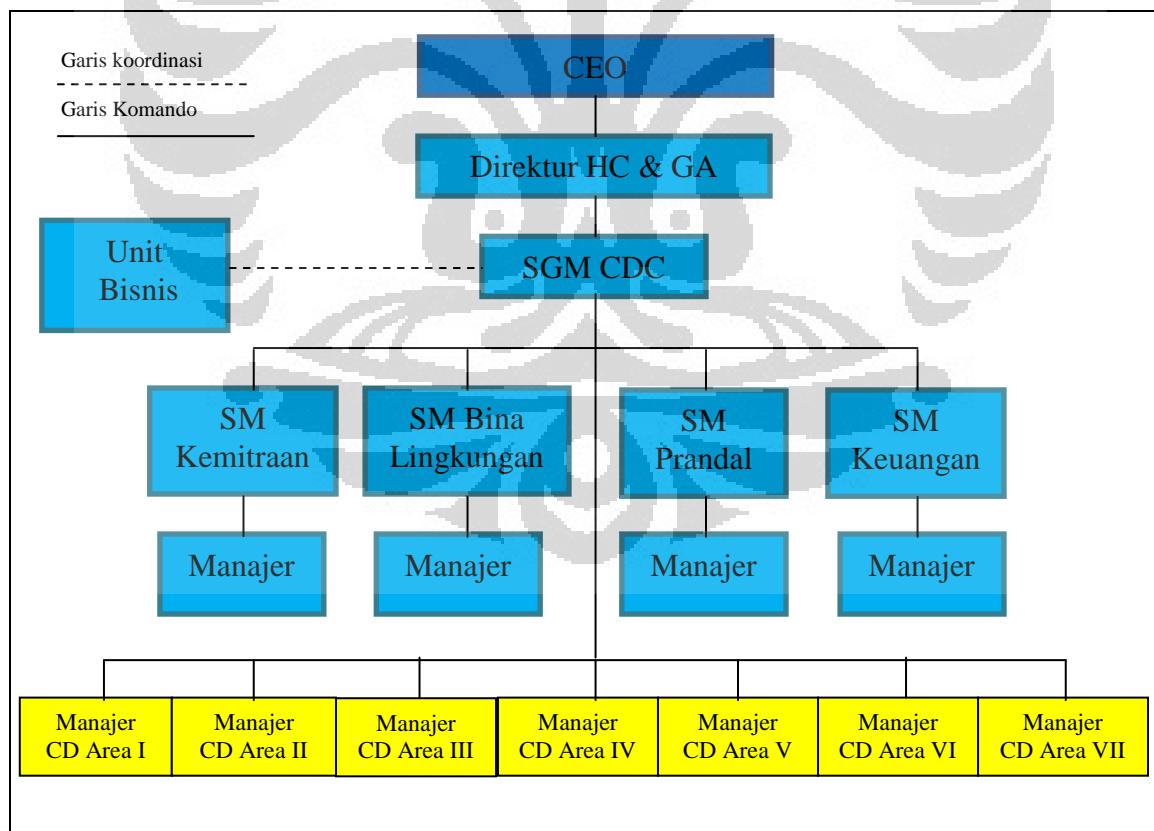 Garis koordinasi
Garis Komando
CEO
Direktur HC & GA
Unit
Bisnis
SGM CDC
SM
Kemitraan
SM Bina
Lingkungan
SM
Prandal
SM
Keuangan
Manajer
Manajer
Manajer
Manajer
Manajer
CD Area I
Manajer
CD Area II
Manajer
CD Area III
Manajer
CD Area IV
Manajer
CD Area V
Manajer
CD Area VI
Manajer
CD Area VII